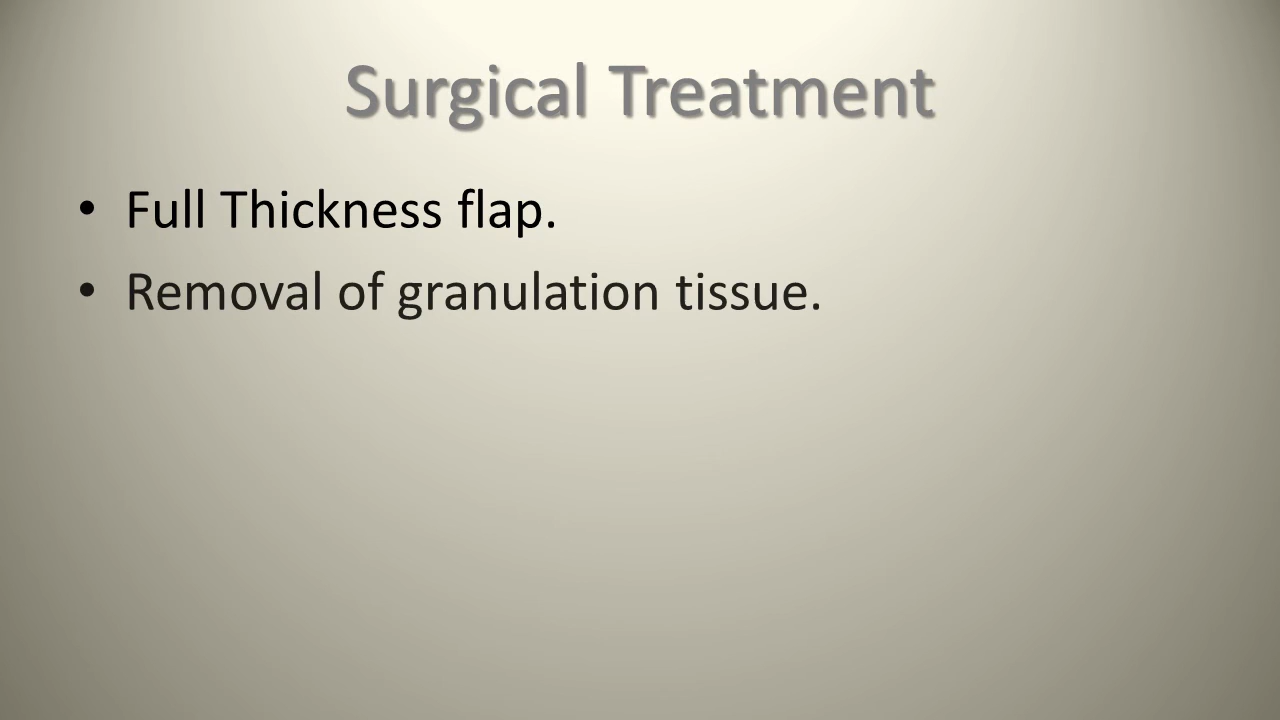 Surgical Treatment
• Full Thickness flap.
• Removal of granulation tissue.